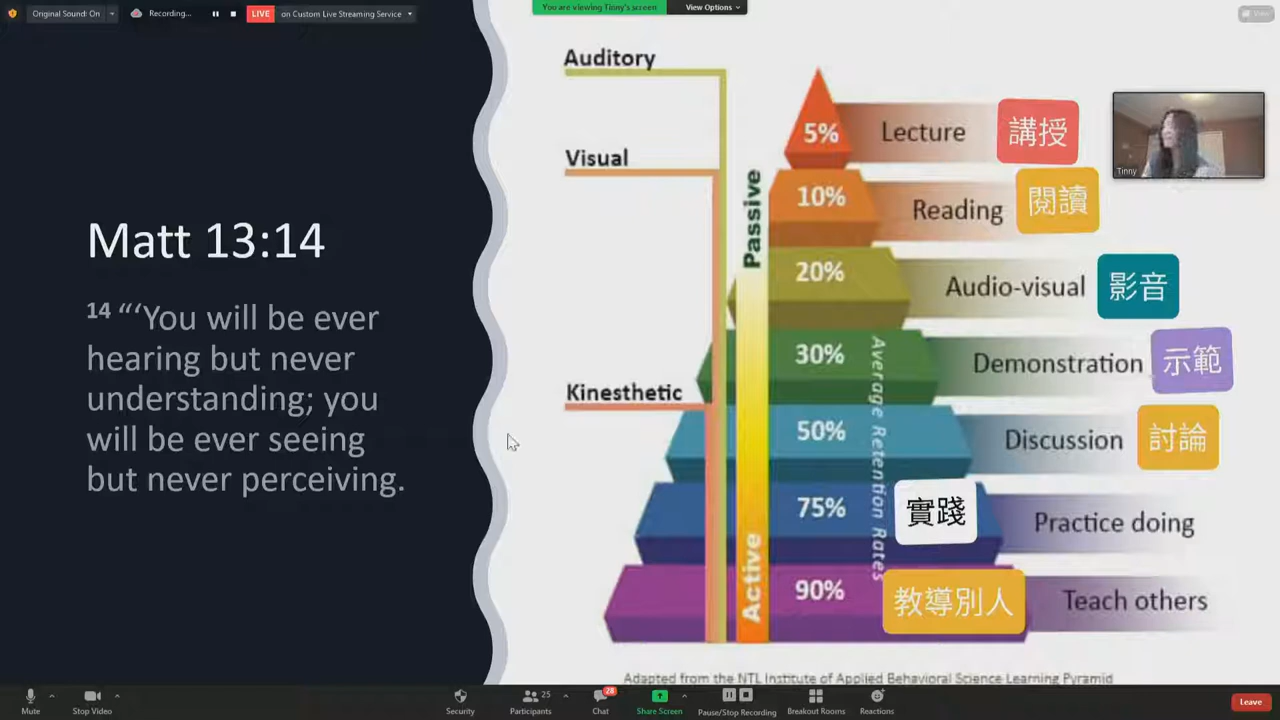 Original Sound: On
Recording...
LIVE
on Custom Live Streaming Service
You are viewing Tinny's screen
View Options
Matt 13:14
14 “‘You will be ever
hearing but never
understanding; you
will be ever seeing
but never perceiving.
Auditory
Visual
Kinesthetic
Passive
Active
Average Retention Rates
5%
Lecture
講授
10%
Reading
閱讀
20%
Audio-visual
影音
30%
Demonstration
示範
50%
Discussion
討論
75%
實踐
Practice doing
90%
教導別人
Teach others
Adapted from the NTL Institute of Applied Behavioral Science Learning Pyramid
Tinny
Mute
Stop Video
Security
25
Participants
28
Chat
Share Screen
Pause/Stop Recording
Breakout Rooms
Reactions
Leave